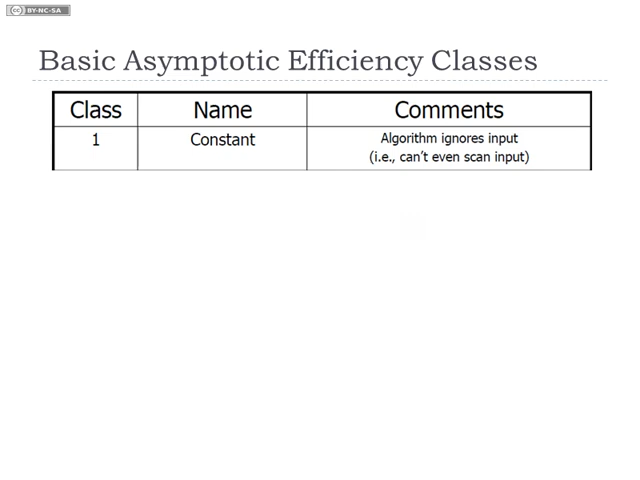 CC BY-NC-SA
Basic Asymptotic Efficiency Classes
Class Name Comments
1 Constant Algorithm ignores input
(i.e., can't even scan input)